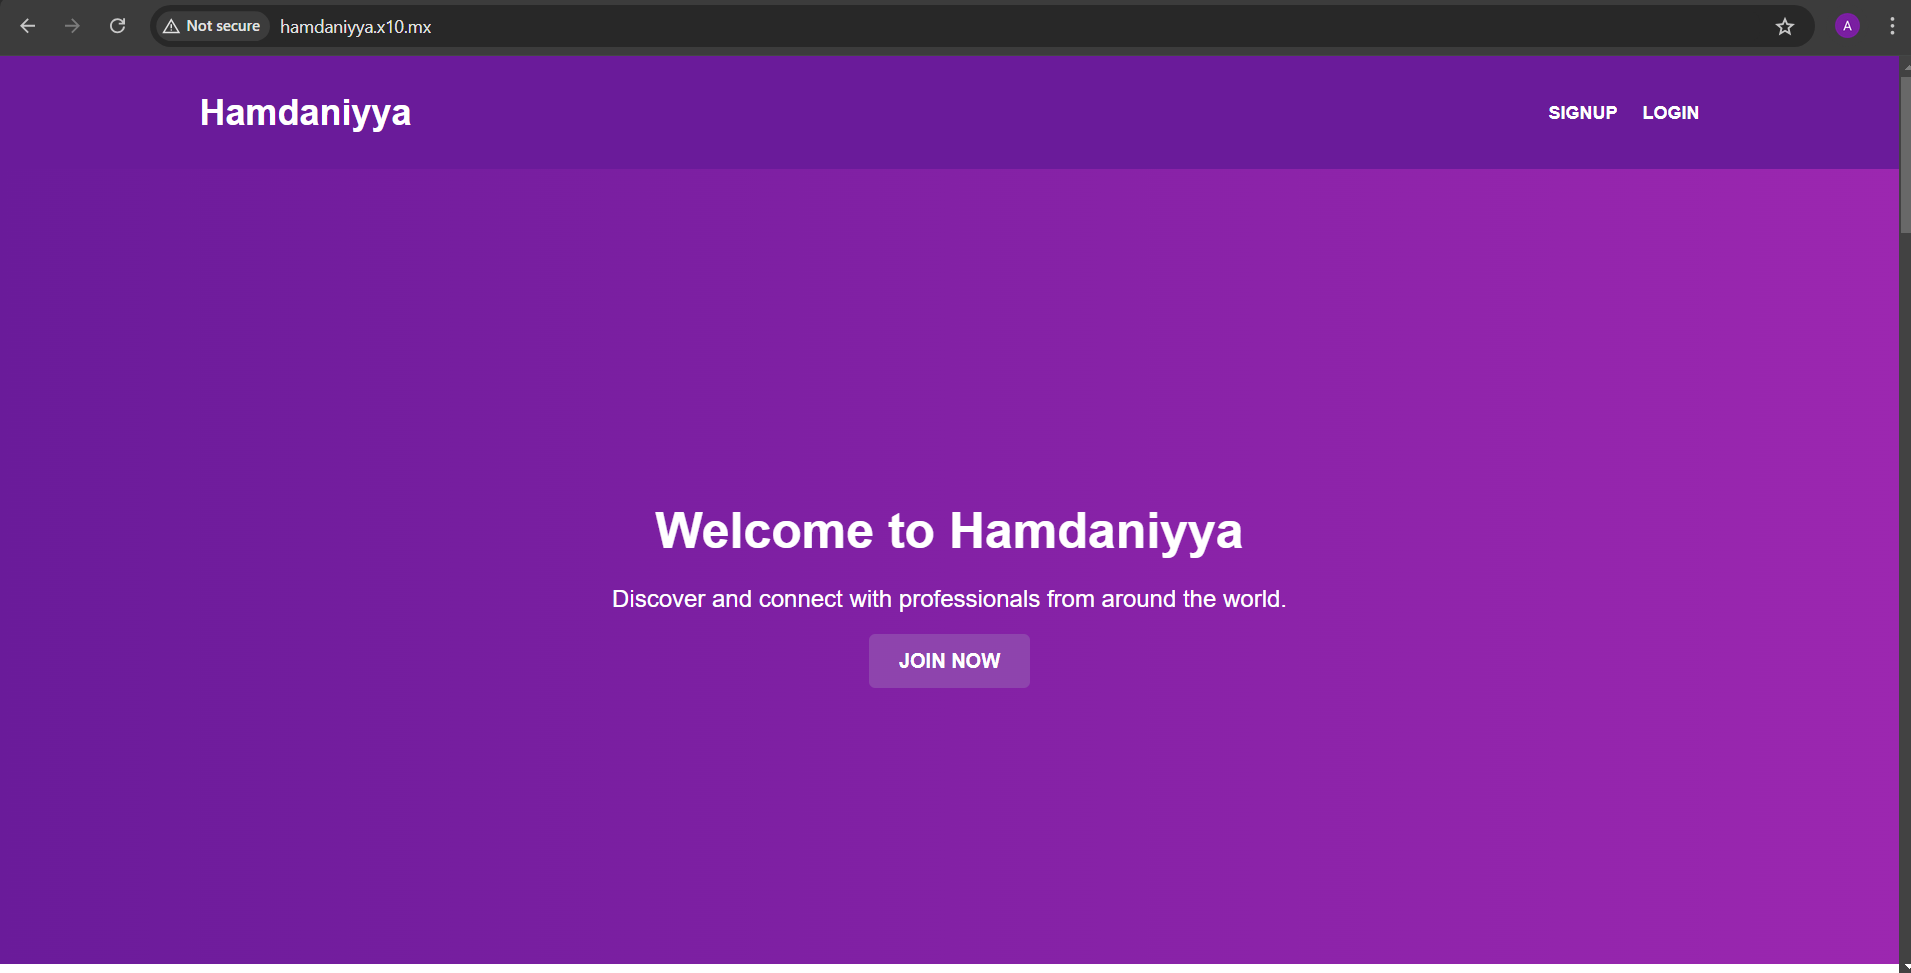 Not secure hamdaniyya.x10.mx A
Hamdaniyya SIGNUP LOGIN
Welcome to Hamdaniyya
Discover and connect with professionals from around the world.
JOIN NOW